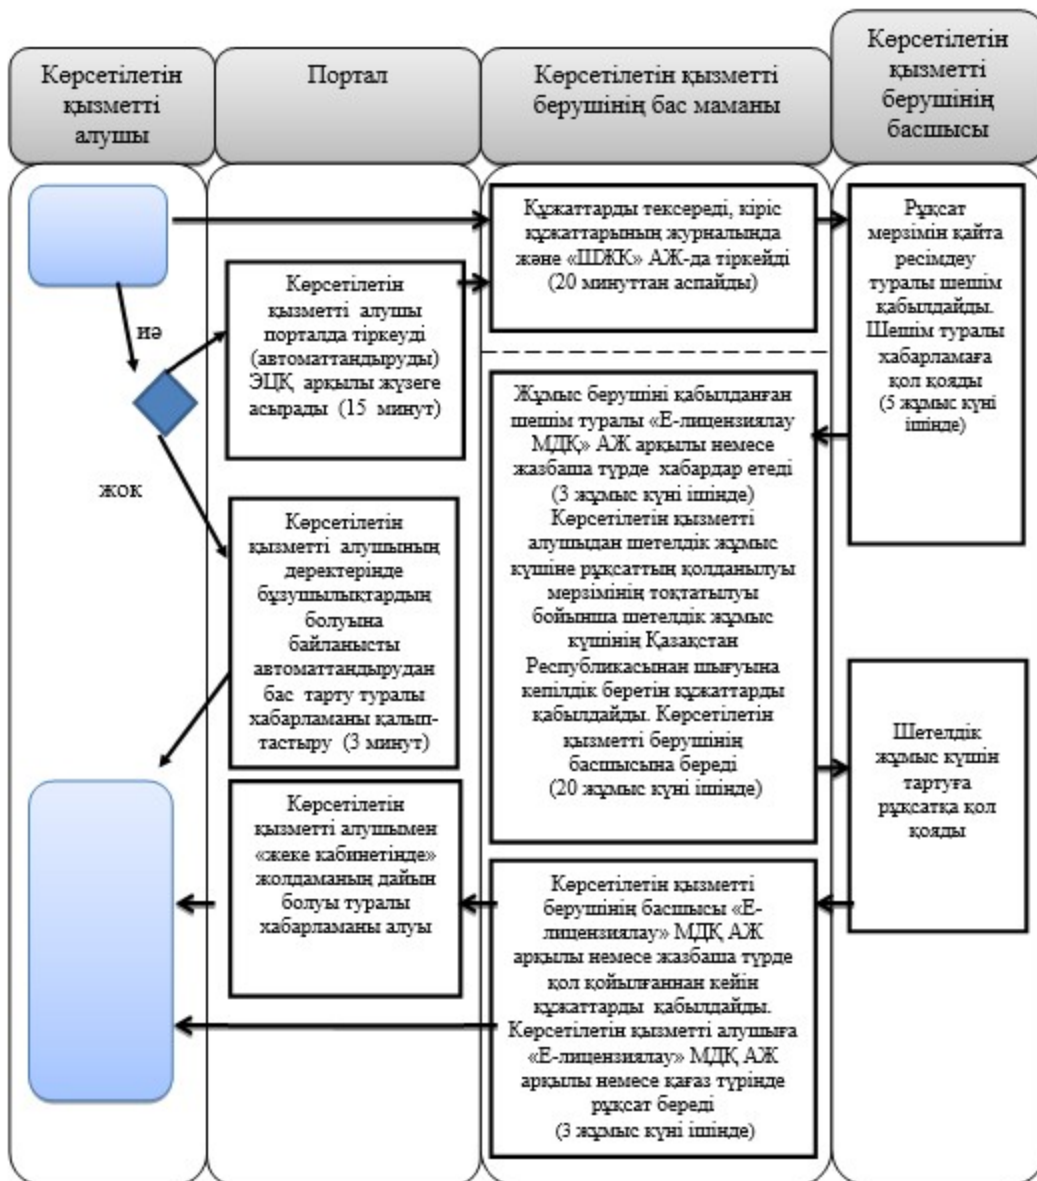 Көрсетілетін
қызметті
алушы
Портал
Көрсетілетін қызметті
берушінің бас маманы
Көрсетілетін
қызметті
берушінің
басшысы
Құжаттарды тексереді, кіріс
құжаттарының журналында
және «ШЖК» АЖ-да тіркейді
(20 минуттан аспайды)
Рұқсат
мерзімін қайта
ресімдеу
туралы шешім
қабылдайды.
Шешім туралы
хабарламаға
қол қояды
(5 жұмыс күні
ішінде)
Көрсетілетін
қызметті алушы
порталда тіркеуді
(автоматтандыруды)
ЭЦҚ арқылы жүзеге
асырады (15 минут)
иә
жок
Жұмыс берушіні қабылданған
шешім туралы «Е-лицензиялау
МДҚ» АЖ арқылы немесе
жазбаша түрде хабардар етеді
(3 жұмыс күні ішінде)
Көрсетілетін қызметті
алушыдан шетелдік жұмыс
күшіне рұқсаттың қолданылуы
мерзімінің тоқтатылуы
бойынша шетелдік жұмыс
күшінің Қазақстан
Республикасынан шығуына
кепілдік беретін құжаттарды
қабылдайды. Көрсетілетін
қызметті берушінің
басшысына береді
(20 жұмыс күні ішінде)
Көрсетілетін
қызметті алушының
деректерінде
бұзушылықтардың
болуына
байланысты
автоматтандырудан
бас тарту туралы
хабарламаны қалып-
тастыру (3 минут)
Шетелдік
жұмыс күшін
тартуға
рұқсатқа қол
қояды
Көрсетілетін
қызметті алушымен
«жеке кабинетінде»
жолдаманың дайын
болуы туралы
хабарламаны алуы
Көрсетілетін қызметті
берушінің басшысы «Е-
лицензиялау» МДҚ АЖ
арқылы немесе жазбаша түрде
қол қойылғаннан кейін
құжаттарды қабылдайды.
Көрсетілетін қызметті алушыға
«Е-лицензиялау» МДҚ АЖ
арқылы немесе қағаз түрінде
рұқсат береді
(3 жұмыс күні ішінде)